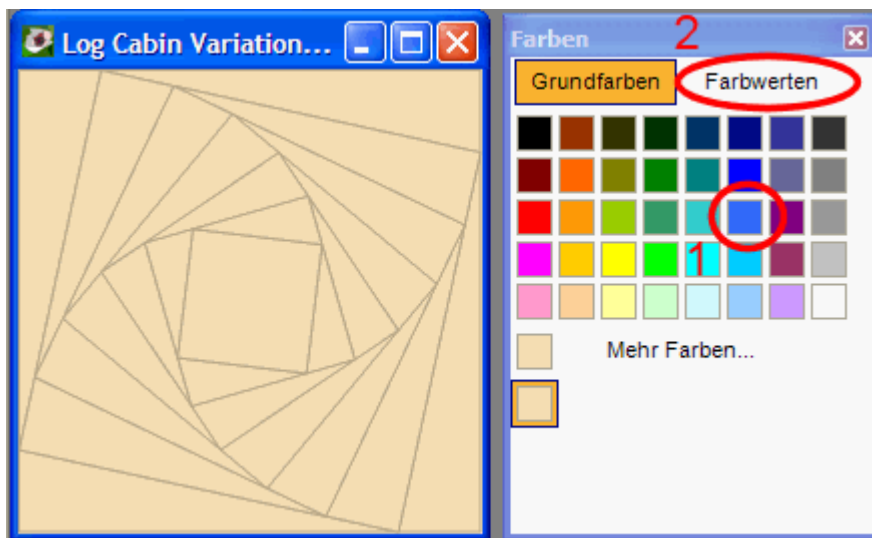 Log Cabin Variation...
Farben
2
Grundfarben
Farbwerten
1
Mehr Farben...